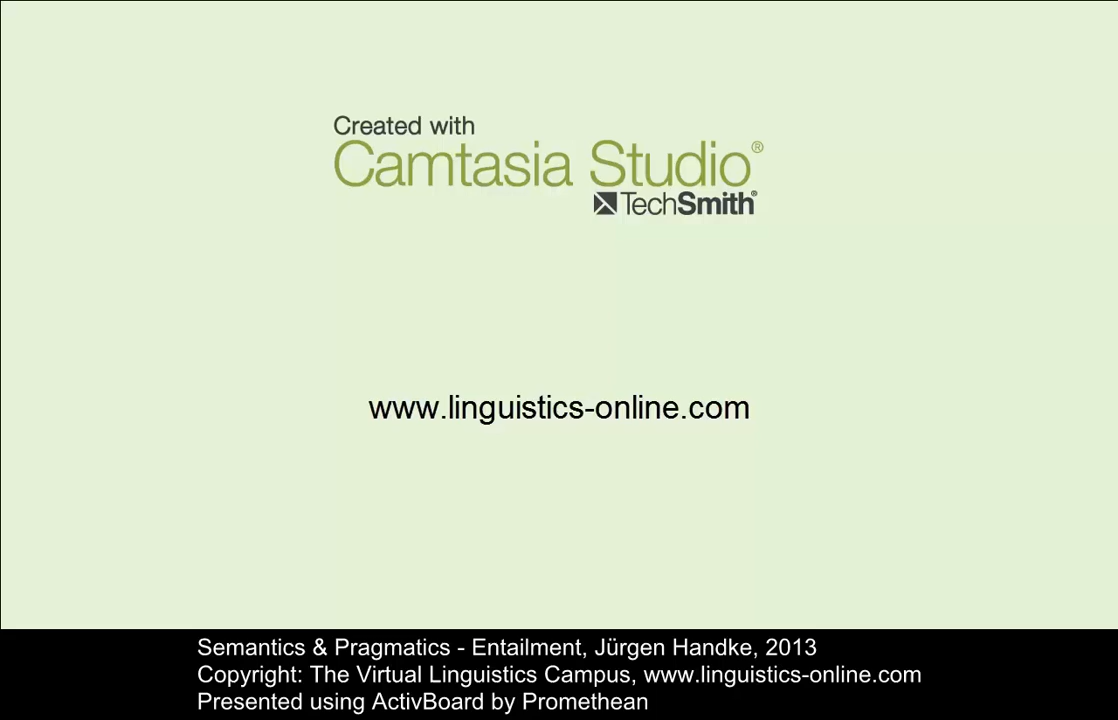 Created with
Camtasia Studio®
TechSmith®
www.linguistics-online.com
Semantics & Pragmatics - Entailment, Jürgen Handke, 2013
Copyright: The Virtual Linguistics Campus, www.linguistics-online.com
Presented using ActivBoard by Promethean